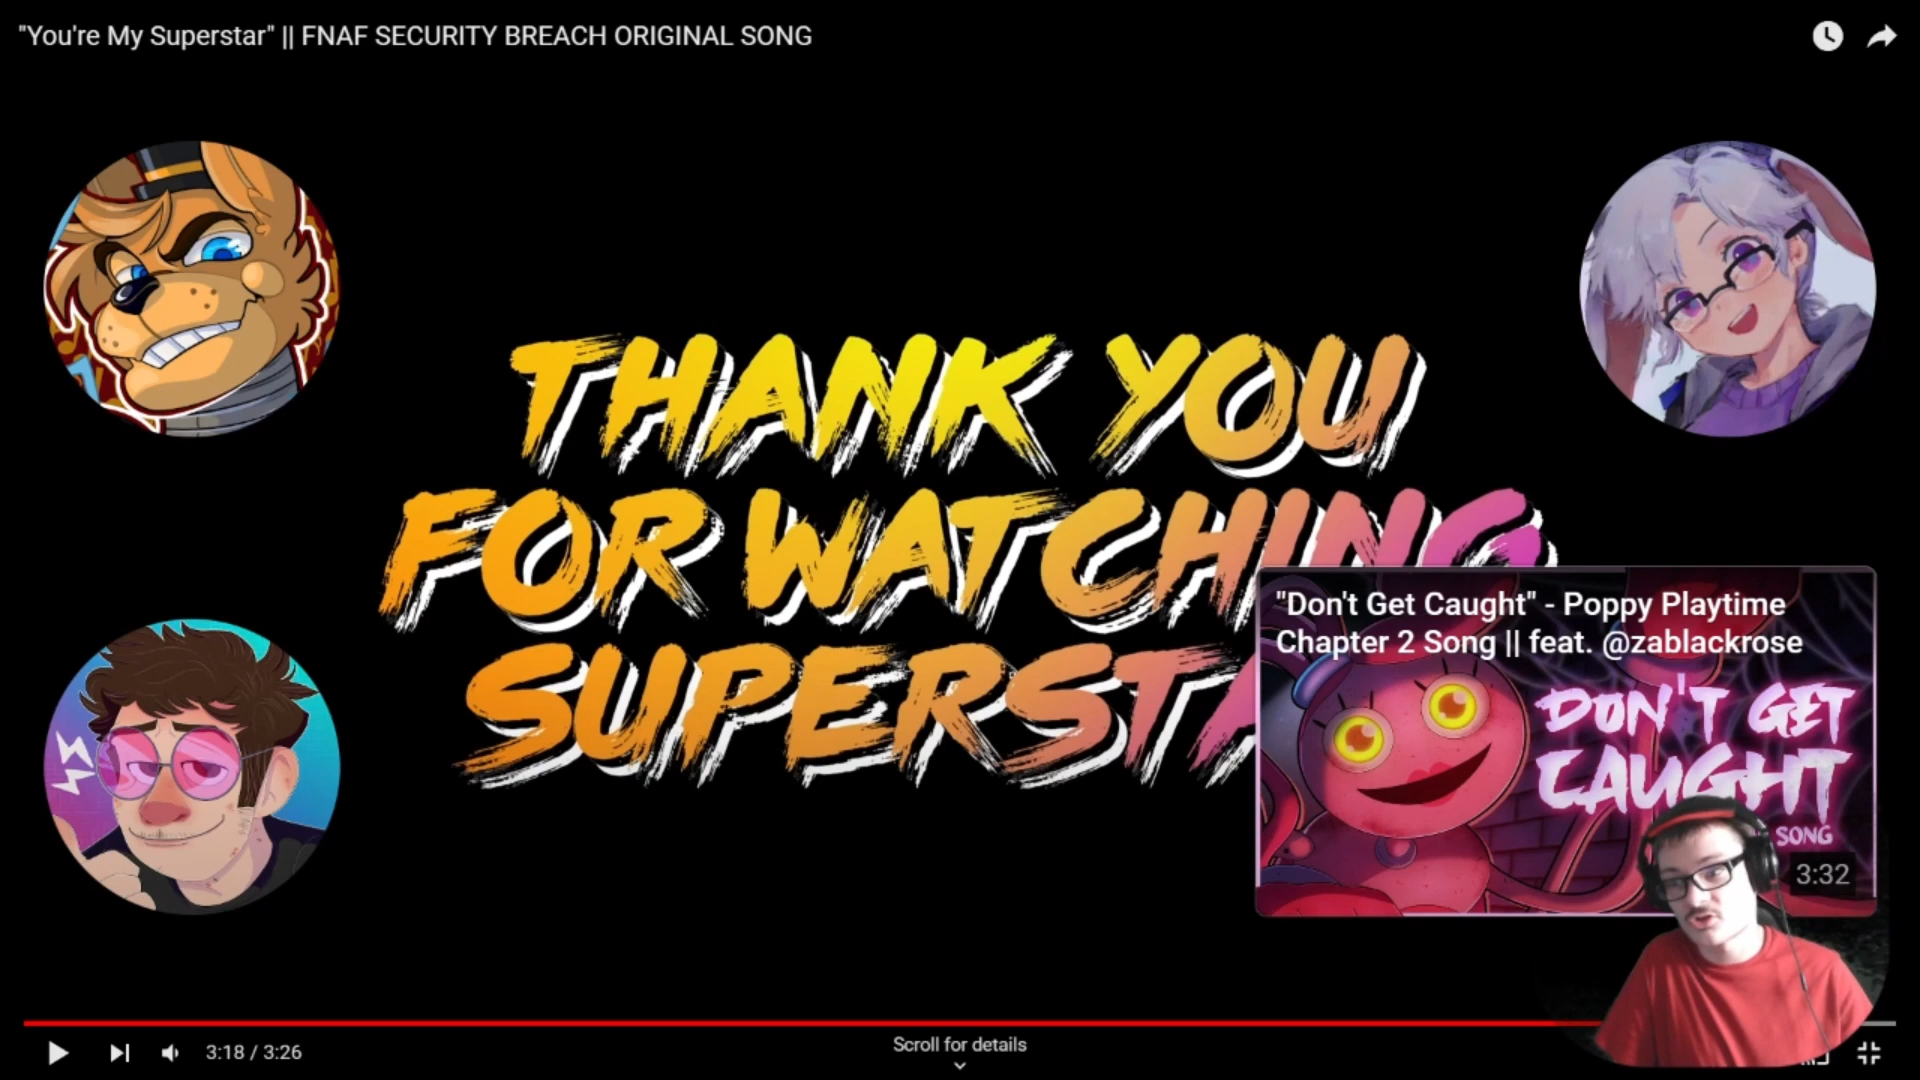 "You're My Superstar" || FNAF SECURITY BREACH ORIGINAL SONG
THANK YOU
FOR WATCHING
"Don't Get Caught" - Poppy Playtime
Chapter 2 Song || feat. @zablackrose
DON'T GET
CAUGHT
SONG
3:32
3:18 / 3:26
Scroll for details